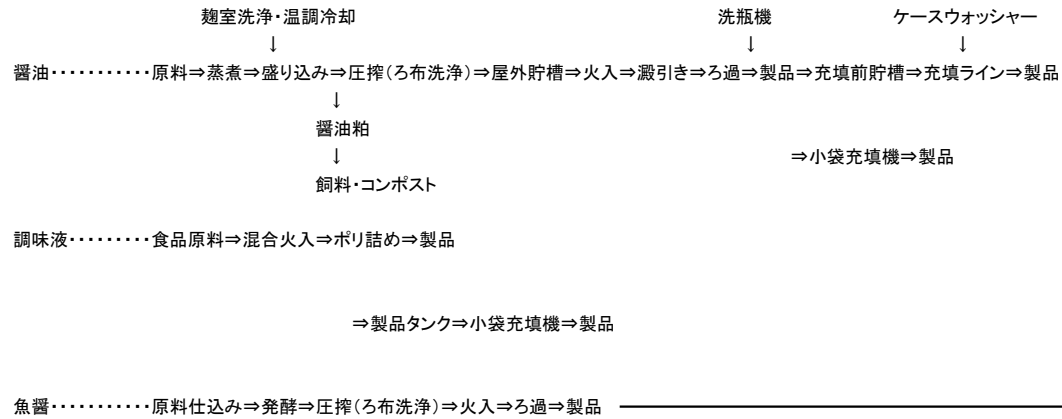 麹室洗浄・温調冷却 洗瓶機 ケースウォッシャー
↓ ↓ ↓
醤油・・・・・・・・・・・原料⇒蒸煮⇒盛り込み⇒圧搾(ろ布洗浄)⇒屋外貯槽⇒火入⇒澱引き⇒ろ過⇒製品⇒充填前貯槽⇒充填ライン⇒製品
↓
醤油粕
↓ ⇒小袋充填機⇒製品
飼料・コンポスト
調味液・・・・・・・・・食品原料⇒混合火入⇒ポリ詰め⇒製品
⇒製品タンク⇒小袋充填機⇒製品
魚醤・・・・・・・・・・・原料仕込み⇒発酵⇒圧搾(ろ布洗浄)⇒火入⇒ろ過⇒製品